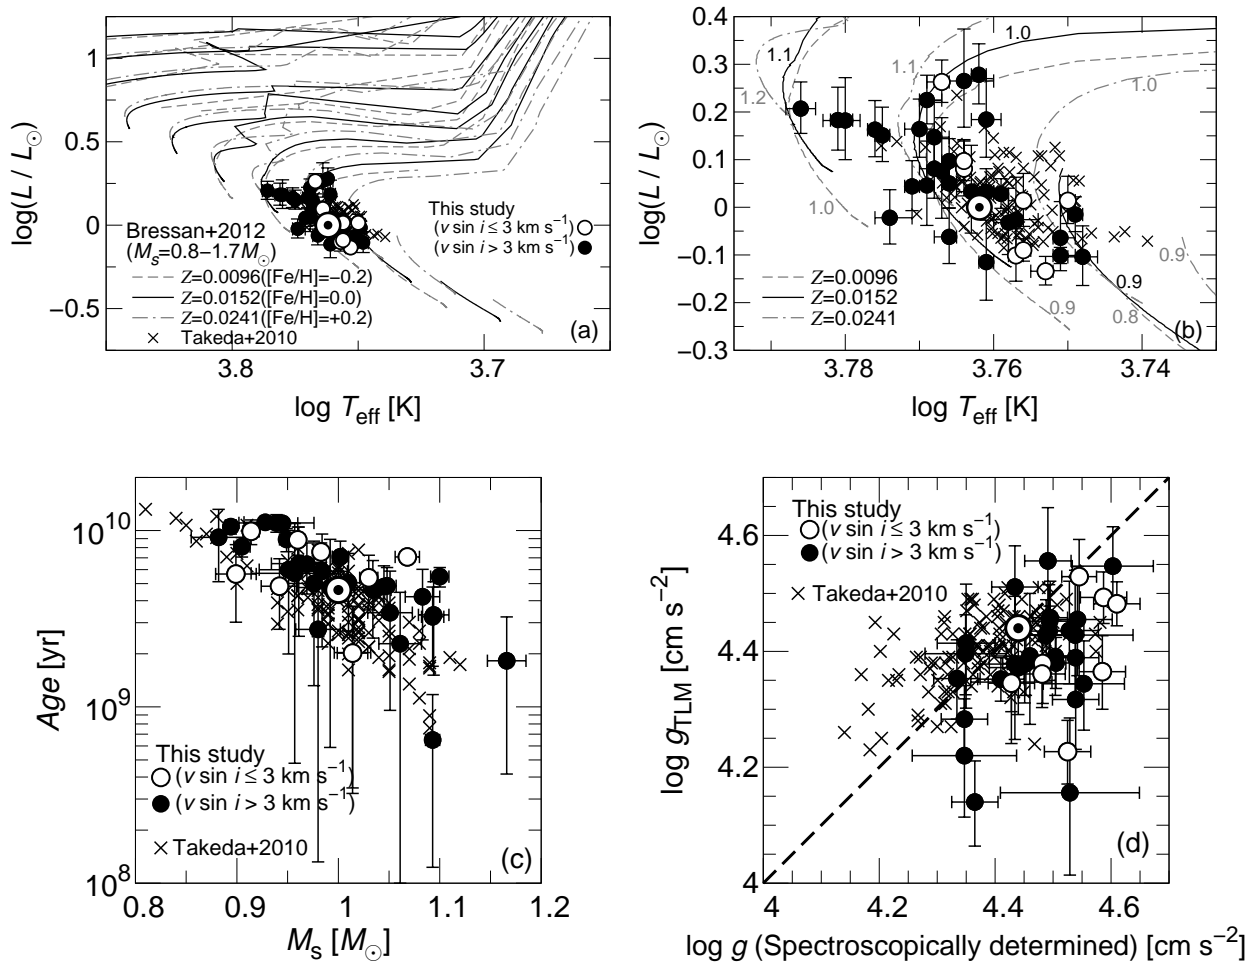 1
0.5
0
−0.5
log(L / L⊙)
Bressan+2012
(Ms=0.8−1.7M⊙)
Z=0.0096([Fe/H]=−0.2)
Z=0.0152([Fe/H]=0.0)
Z=0.0241([Fe/H]=+0.2)
Takeda+2010
This study
(v sin i ≤ 3 km s−1)
(v sin i > 3 km s−1)
(a)
3.8
3.7
log Teff [K]
0.4
0.3
0.2
0.1
0
−0.1
−0.2
−0.3
log(L / L⊙)
1.1
1.2
1.0
1.1
1.0
1.0
0.9
0.9
0.8
0.9
Z=0.0096
Z=0.0152
Z=0.0241
(b)
3.78
3.76
3.74
log Teff [K]
10^10
10^9
10^8
Age [yr]
This study
(v sin i ≤ 3 km s−1)
(v sin i > 3 km s−1)
Takeda+2010
(c)
0.8
0.9
1
1.1
1.2
Ms [M⊙]
4.6
4.4
4.2
4
log gTLM [cm s−2]
This study
(v sin i ≤ 3 km s−1)
(v sin i > 3 km s−1)
Takeda+2010
(d)
4
4.2
4.4
4.6
log g (Spectroscopically determined) [cm s−2]